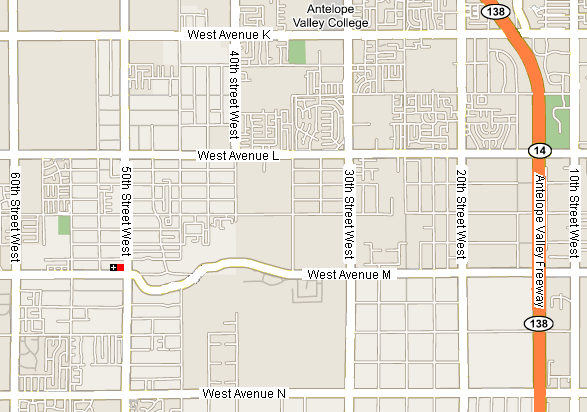 Antelope
Valley College
138
West Avenue K
40th street West
14
West Avenue L
60th Street West
50th Street West
30th Street West
20th Street West
Antelope Valley Freeway
10th Street West
West Avenue M
138
West Avenue N